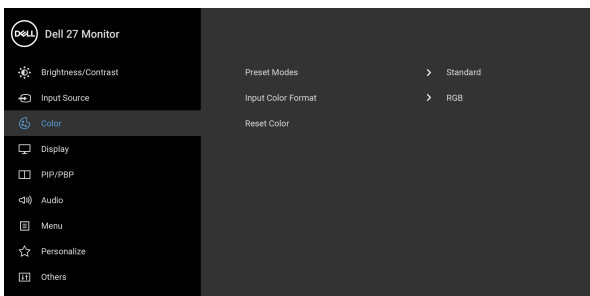 DELL Dell 27 Monitor
Brightness/Contrast
Preset Modes Standard
Input Source
Input Color Format RGB
Color
Reset Color
Display
PIP/PBP
Audio
Menu
Personalize
Others